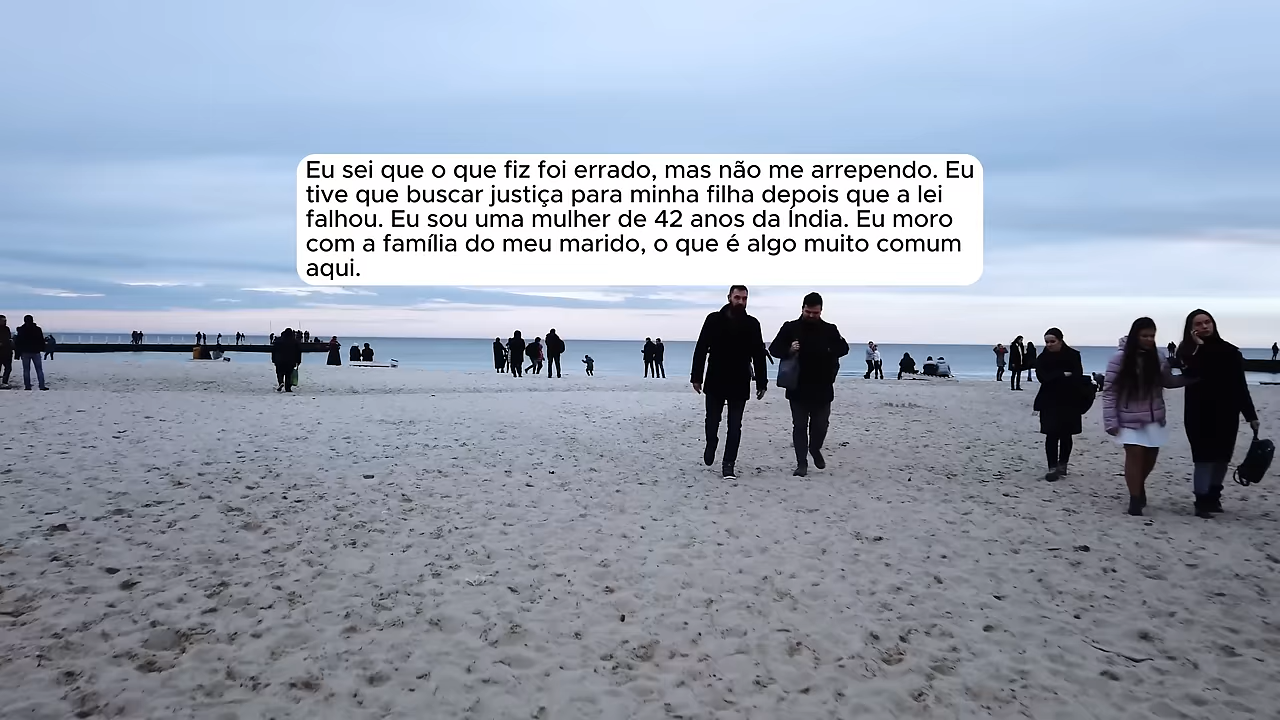 Eu sei que o que fiz foi errado, mas não me arrependo. Eu
tive que buscar justiça para minha filha depois que a lei
falhou. Eu sou uma mulher de 42 anos da Índia. Eu moro
com a família do meu marido, o que é algo muito comum
aqui.